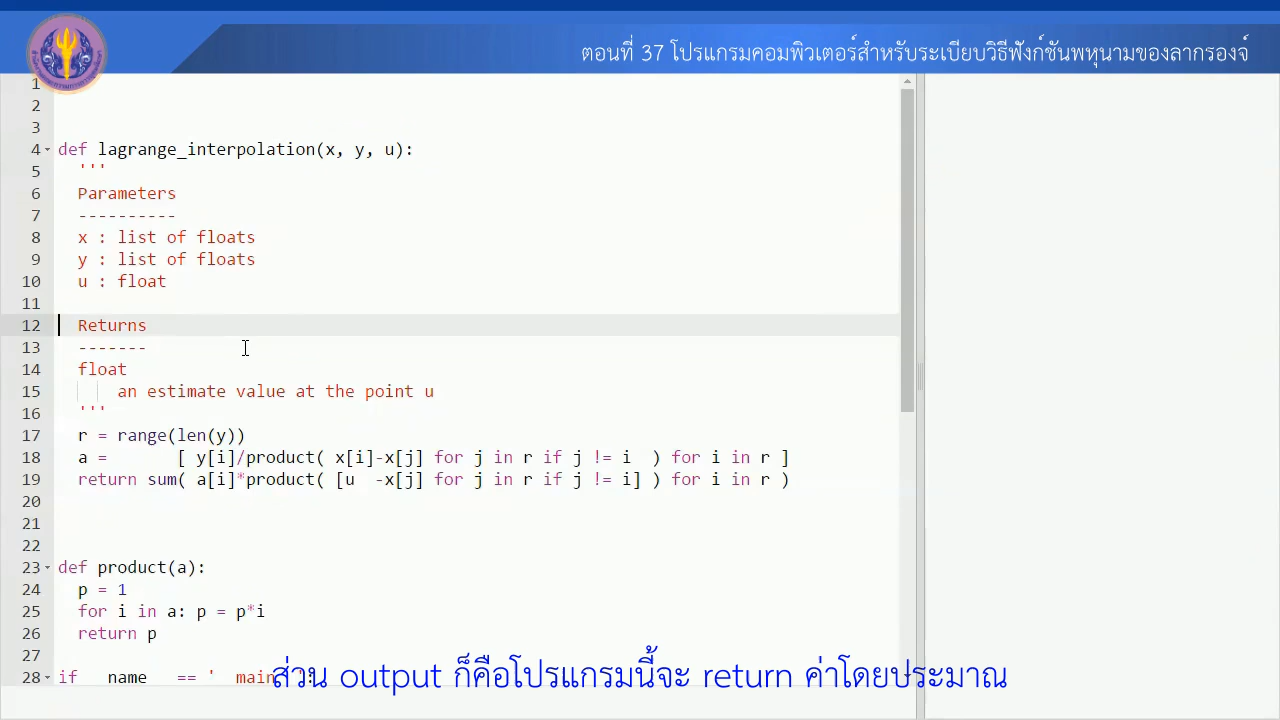 ตอนที่ 37 โปรแกรมคอมพิวเตอร์สำหรับระเบียบวิธีฟังก์ชันพหุนามของลากรองจ์
1
2
3
4 def lagrange_interpolation(x, y, u):
5 '''
6 Parameters
7 ----------
8 x : list of floats
9 y : list of floats
10 u : float
11
12 Returns
13 -------
14 float
15 an estimate value at the point u
16 '''
17 r = range(len(y))
18 a = [ y[i]/product( x[i]-x[j] for j in r if j != i ) for i in r ]
19 return sum( a[i]*product( [u -x[j] for j in r if j != i] ) for i in r )
20
21
22
23 def product(a):
24 p = 1
25 for i in a: p = p*i
26 return p
27
28 if __name__ == '__main__':
ส่วน output ก็คือโปรแกรมนี้จะ return ค่าโดยประมาณ